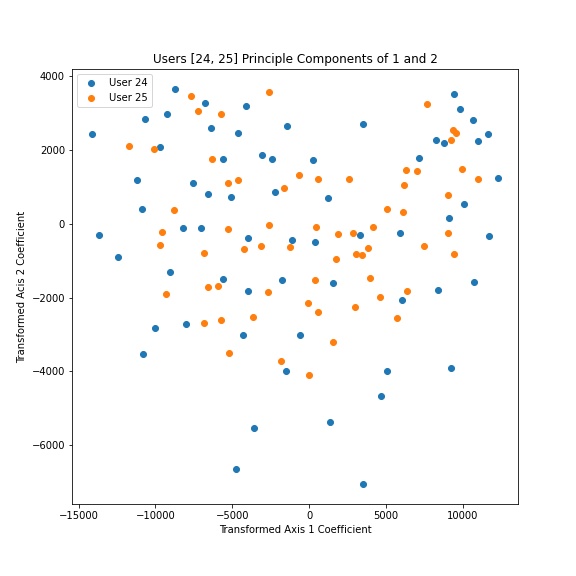 Users [24, 25] Principle Components of 1 and 2
User 24
User 25
4000
2000
0
−2000
−4000
−6000
Transformed Acis 2 Coefficient
−15000
−10000
−5000
0
5000
10000
Transformed Axis 1 Coefficient